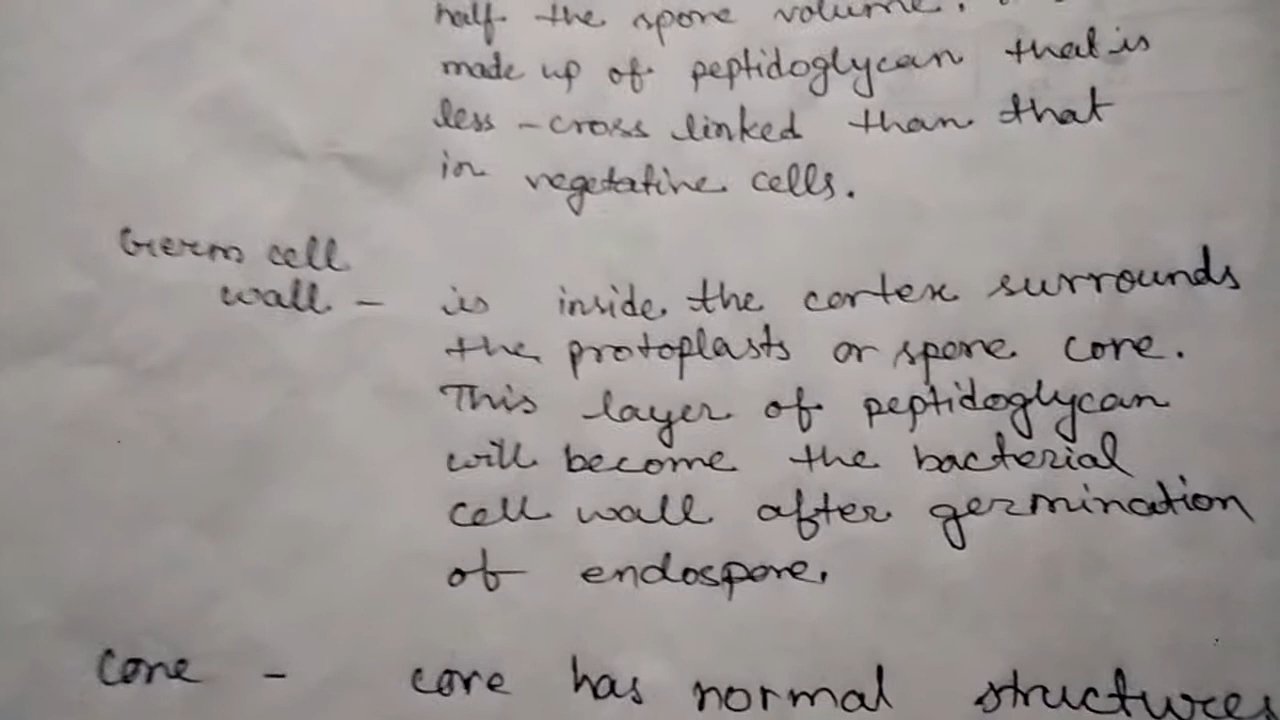 half the spore volume.
made up of peptidoglycan that is
less-cross linked than that
in vegetative cells.
Germ cell
wall - is inside the cortex surrounds
the protoplasts or spore core.
This layer of peptidoglycan
will become the bacterial
cell wall after germination
of endospore.
core - core has normal structures